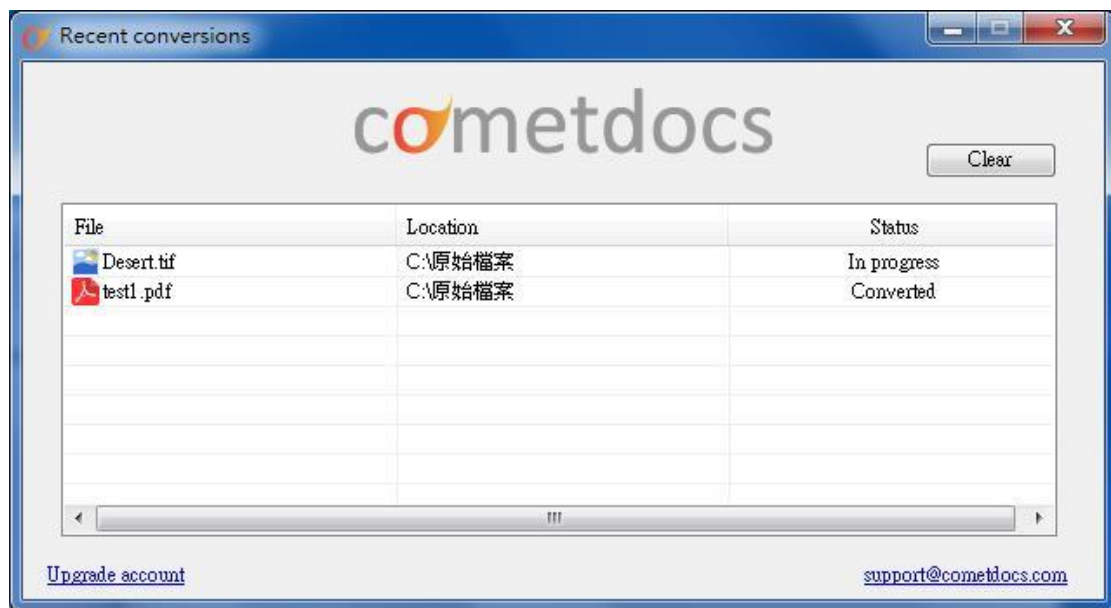 Recent conversions
cometdocs
Clear
File Location Status
Desert.tif C:\原始檔案 In progress
test1.pdf C:\原始檔案 Converted
Upgrade account support@cometdocs.com